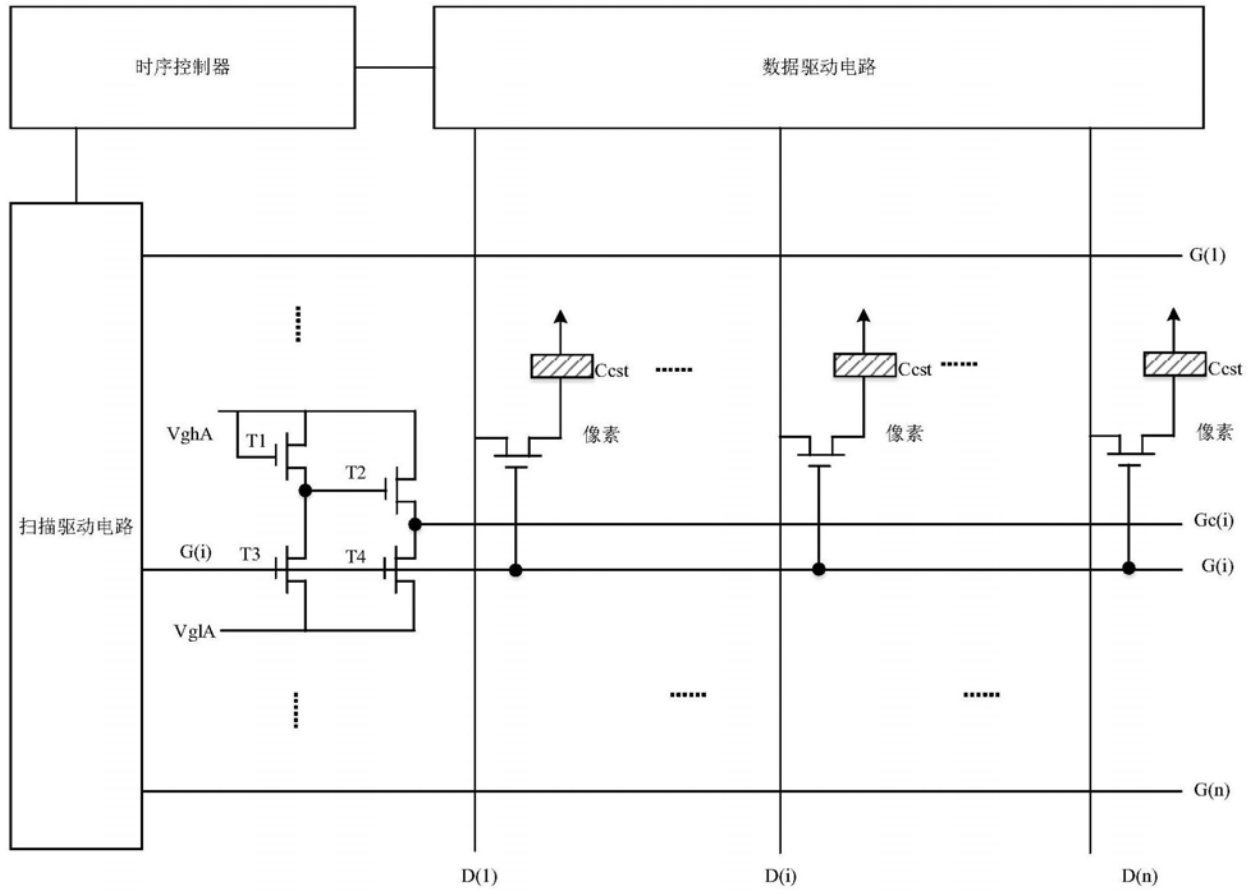 时序控制器
数据驱动电路
G(1)
Ccst
......
Ccst
......
Ccst
VghA
T1
像素
像素
像素
T2
扫描驱动电路
Gc(i)
G(i)
T3
T4
G(i)
VglA
......
......
G(n)
D(1)
D(i)
D(n)